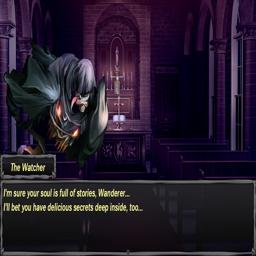 The Watcher
I'm sure your soul is full of stories, Wanderer...
I'll bet you have delicious secrets deep inside, too...